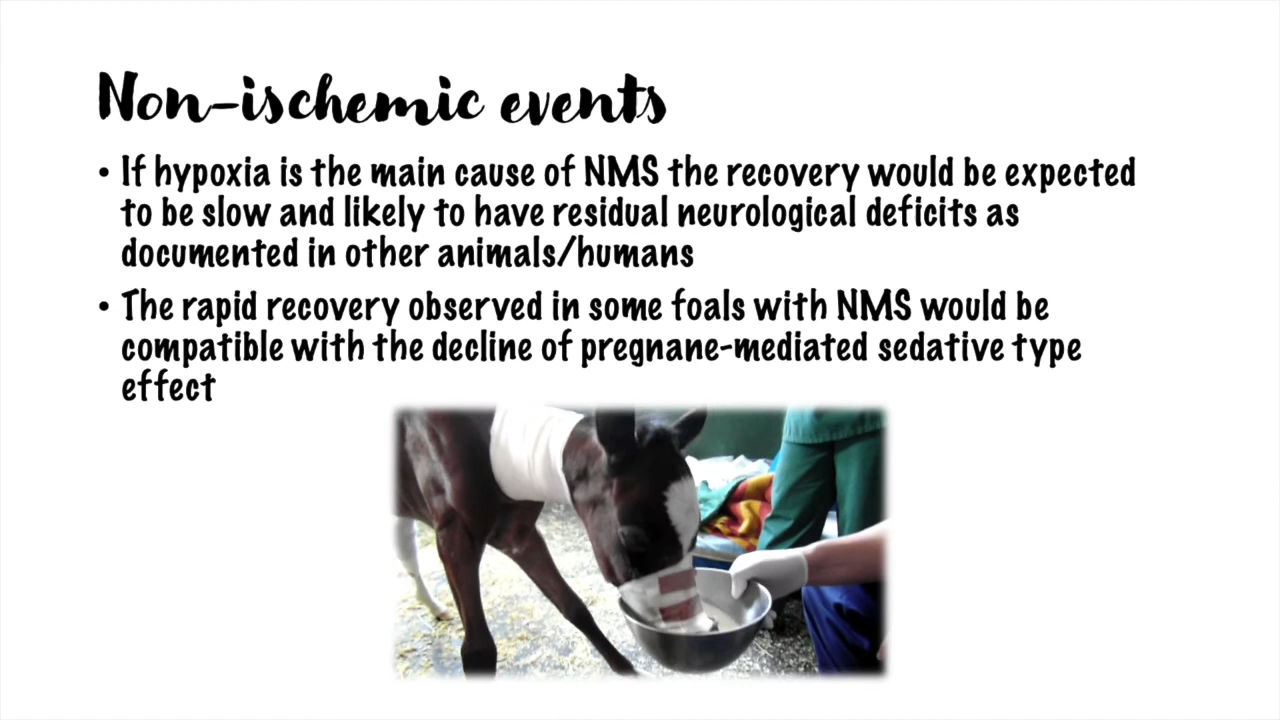 Non-ischemic events
• If hypoxia is the main cause of NMS the recovery would be expected
to be slow and likely to have residual neurological deficits as
documented in other animals/humans
• The rapid recovery observed in some foals with NMS would be
compatible with the decline of pregnane-mediated sedative type
effect